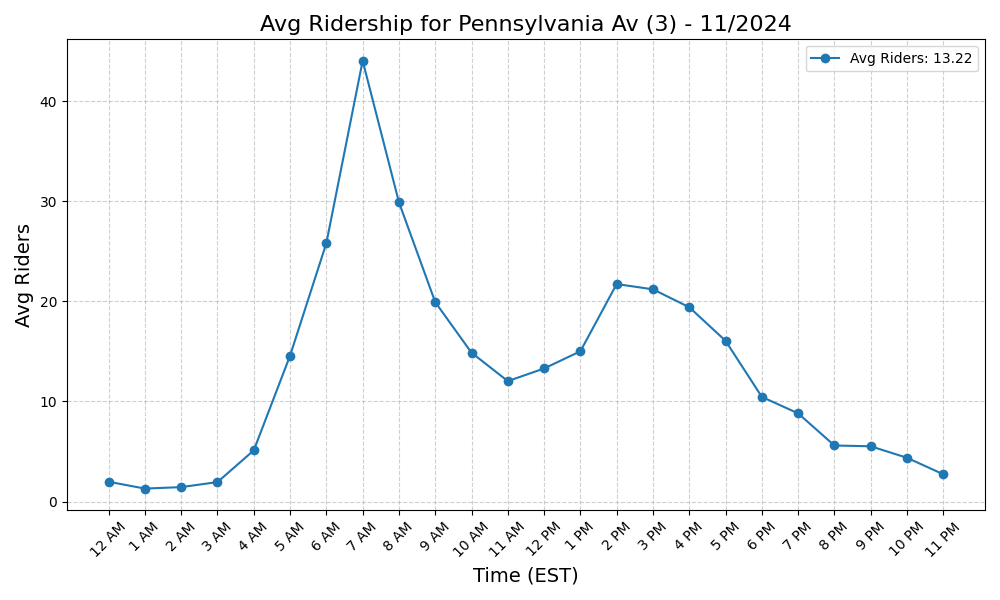 Avg Ridership for Pennsylvania Av (3) - 11/2024
Avg Riders: 13.22
Avg Riders
40
30
20
10
0
12 AM
1 AM
2 AM
3 AM
4 AM
5 AM
6 AM
7 AM
8 AM
9 AM
10 AM
11 AM
12 PM
1 PM
2 PM
3 PM
4 PM
5 PM
6 PM
7 PM
8 PM
9 PM
10 PM
11 PM
Time (EST)